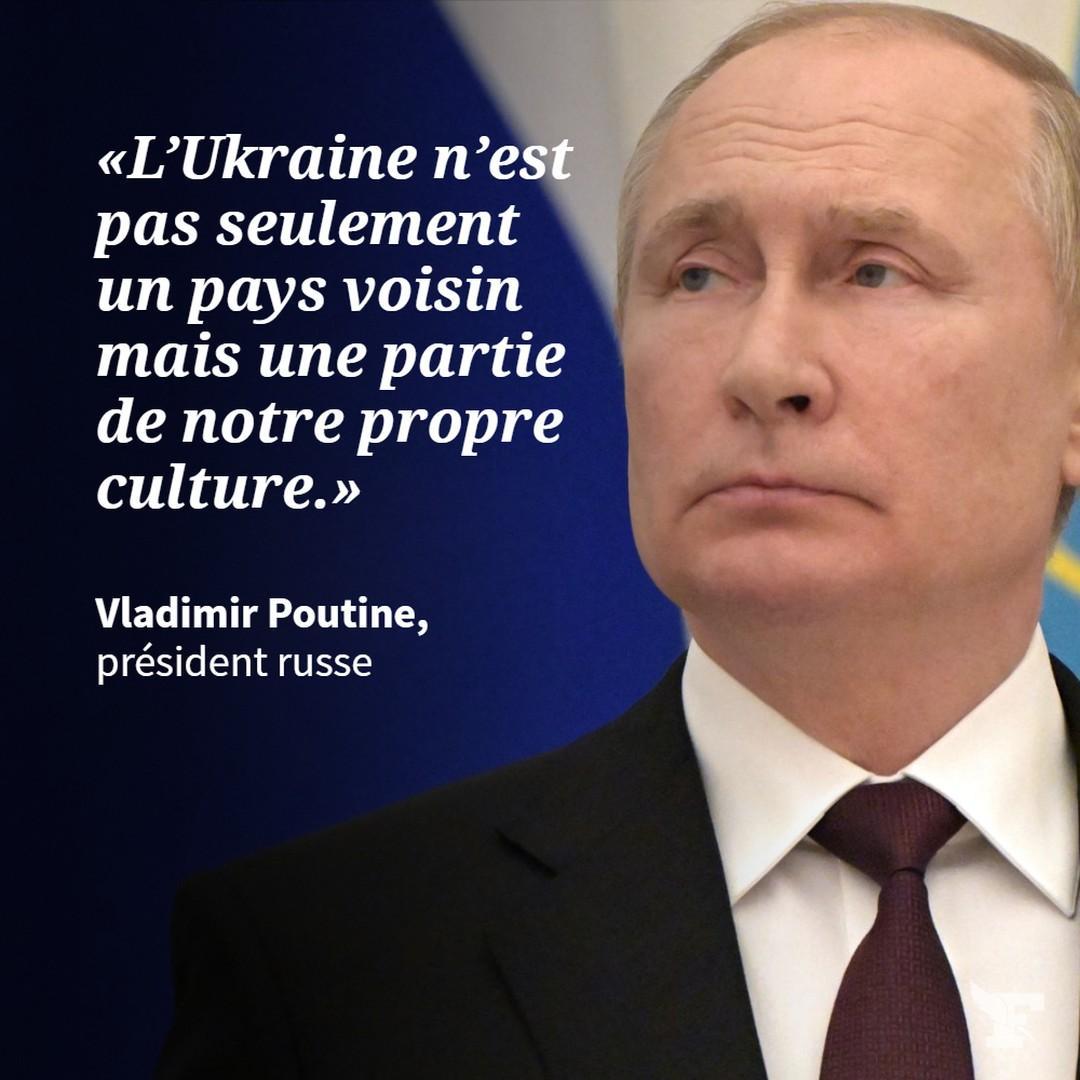 «L’Ukraine n’est
pas seulement
un pays voisin
mais une partie
de notre propre
culture.»
Vladimir Poutine,
président russe
F